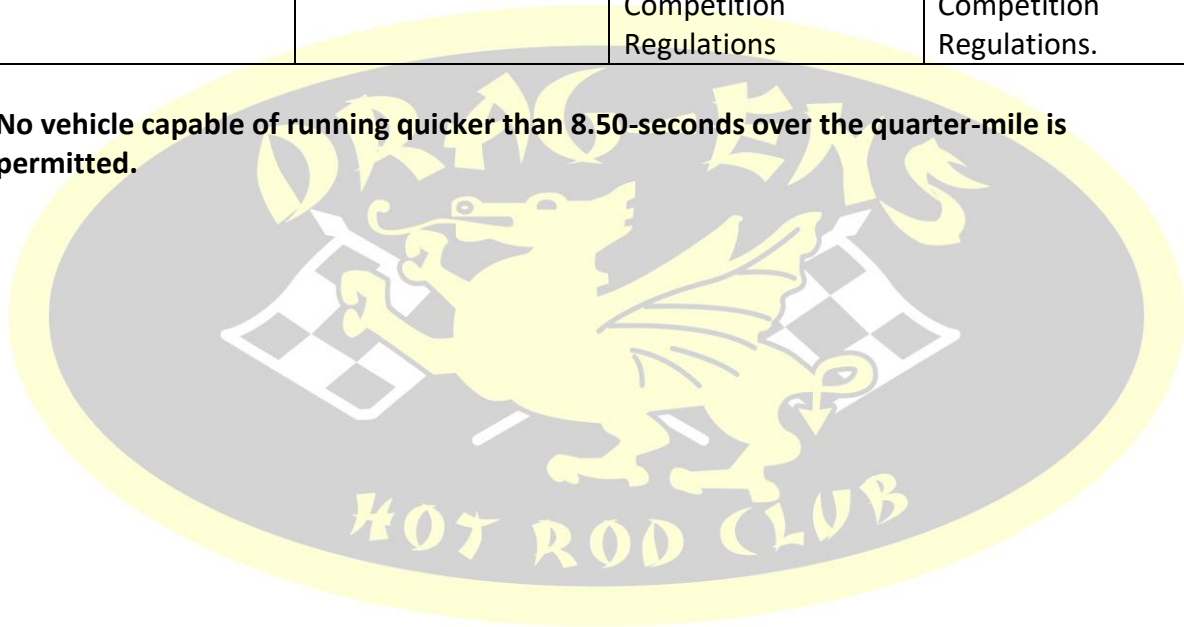 Competition Competition
Regulations Regulations.
No vehicle capable of running quicker than 8.50-seconds over the quarter-mile is
permitted.
DRAG-ENS
HOT ROD CLUB